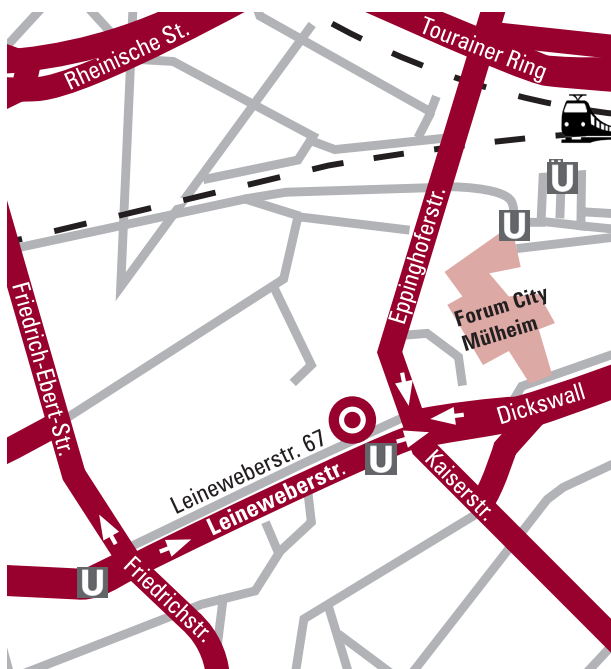 Rheinische St.
Tourainer Ring
U
U
Eppinghoferstr.
Forum City
Mülheim
Friedrich-Ebert-Str.
Dickswall
Leineweberstr. 67
U
Leineweberstr.
Kaiserstr.
U
Friedrichstr.